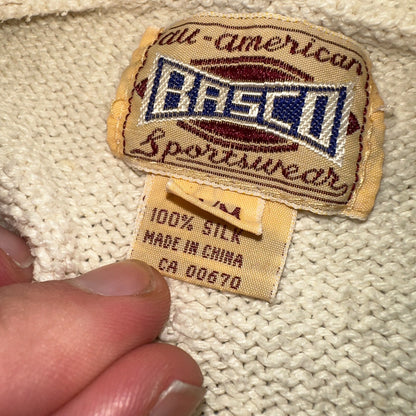 all-american
BASCO
Sportswear
100% SILK
MADE IN CHINA
CA 00670